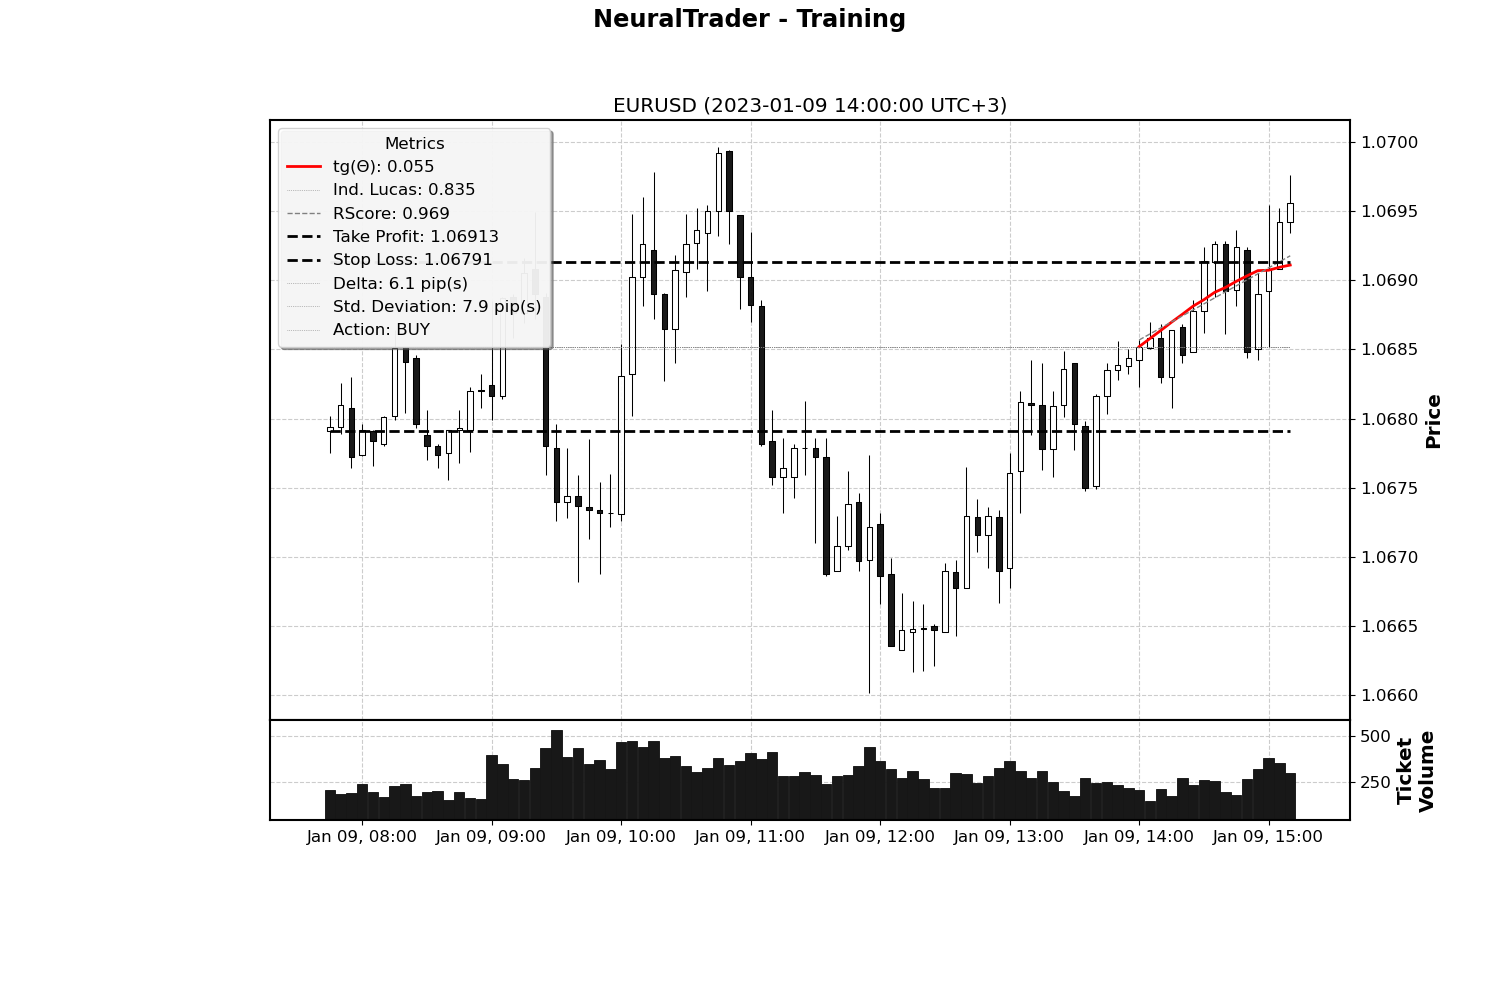 NeuralTrader - Training
EURUSD (2023-01-09 14:00:00 UTC+3)
Metrics
tg(Θ): 0.055
Ind. Lucas: 0.835
RScore: 0.969
Take Profit: 1.06913
Stop Loss: 1.06791
Delta: 6.1 pip(s)
Std. Deviation: 7.9 pip(s)
Action: BUY
1.0700
1.0695
1.0690
1.0685
1.0680
1.0675
1.0670
1.0665
1.0660
Price
500
250
Ticket
Volume
Jan 09, 08:00
Jan 09, 09:00
Jan 09, 10:00
Jan 09, 11:00
Jan 09, 12:00
Jan 09, 13:00
Jan 09, 14:00
Jan 09, 15:00